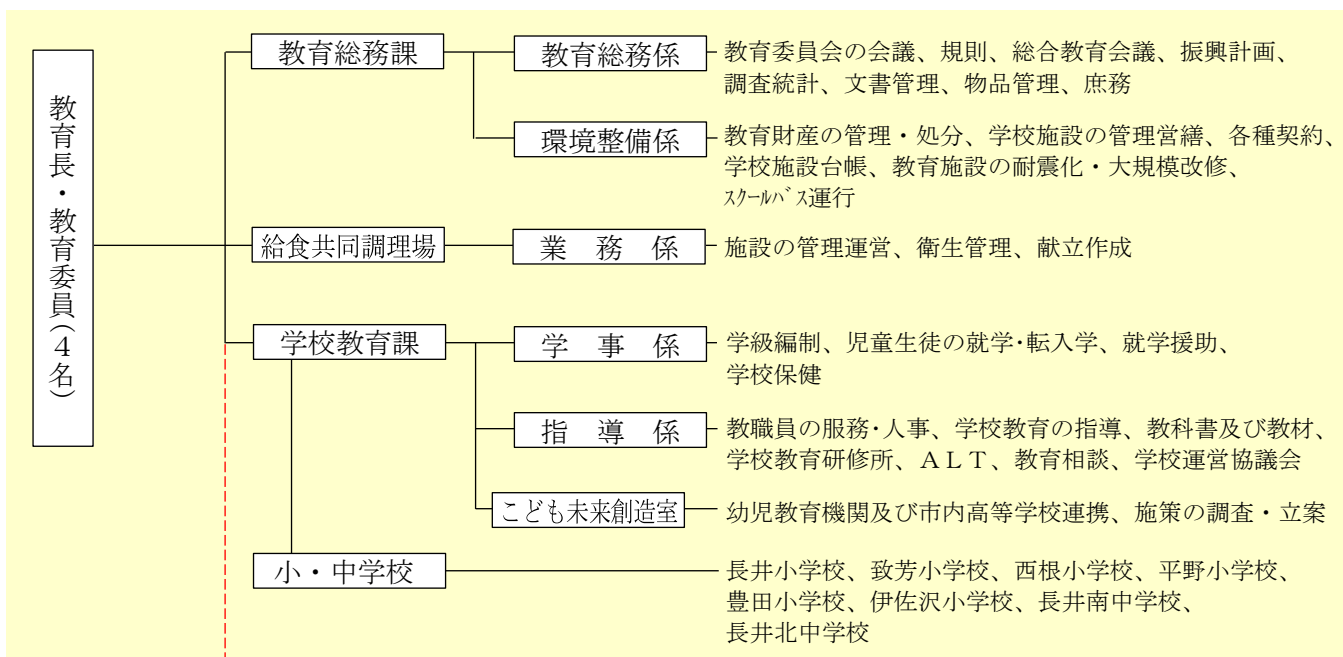 教育長・教育委員(4名)
教育総務課
教育総務係
教育委員会の会議、規則、総合教育会議、振興計画、
調査統計、文書管理、物品管理、庶務
環境整備係
教育財産の管理・処分、学校施設の管理営繕、各種契約、
学校施設台帳、教育施設の耐震化・大規模改修、
スクールバス運行
給食共同調理場
業務係
施設の管理運営、衛生管理、献立作成
学校教育課
学事係
学級編制、児童生徒の就学・転入学、就学援助、
学校保健
指導係
教職員の服務・人事、学校教育の指導、教科書及び教材、
学校教育研修所、ALT、教育相談、学校運営協議会
こども未来創造室
幼児教育機関及び市内高等学校連携、施策の調査・立案
小・中学校
長井小学校、致芳小学校、西根小学校、平野小学校、
豊田小学校、伊佐沢小学校、長井南中学校、
長井北中学校